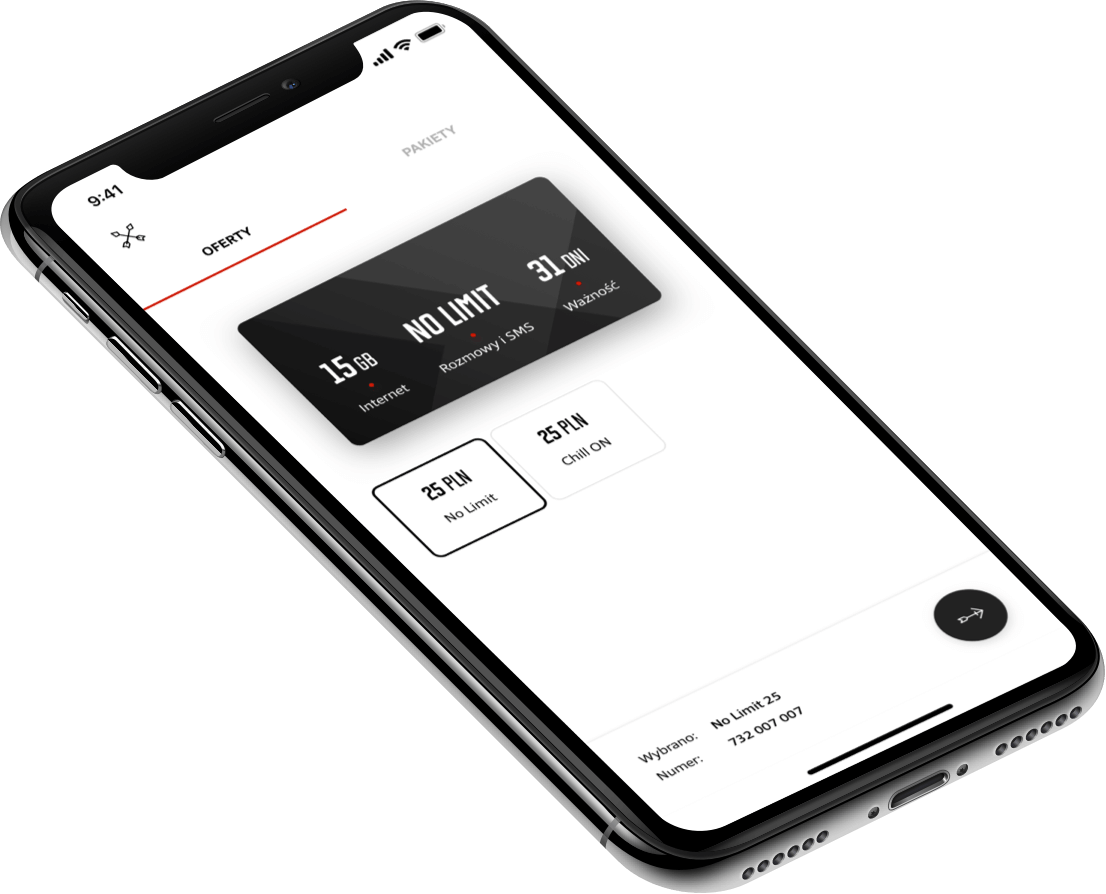 9:41
OFERTY
PAKIETY
15 GB
Internet
NO LIMIT
Rozmowy i SMS
31 DNI
Ważność
25 PLN
No Limit
25 PLN
Chill ON
Wybrano: No Limit 25
Numer: 732 007 007